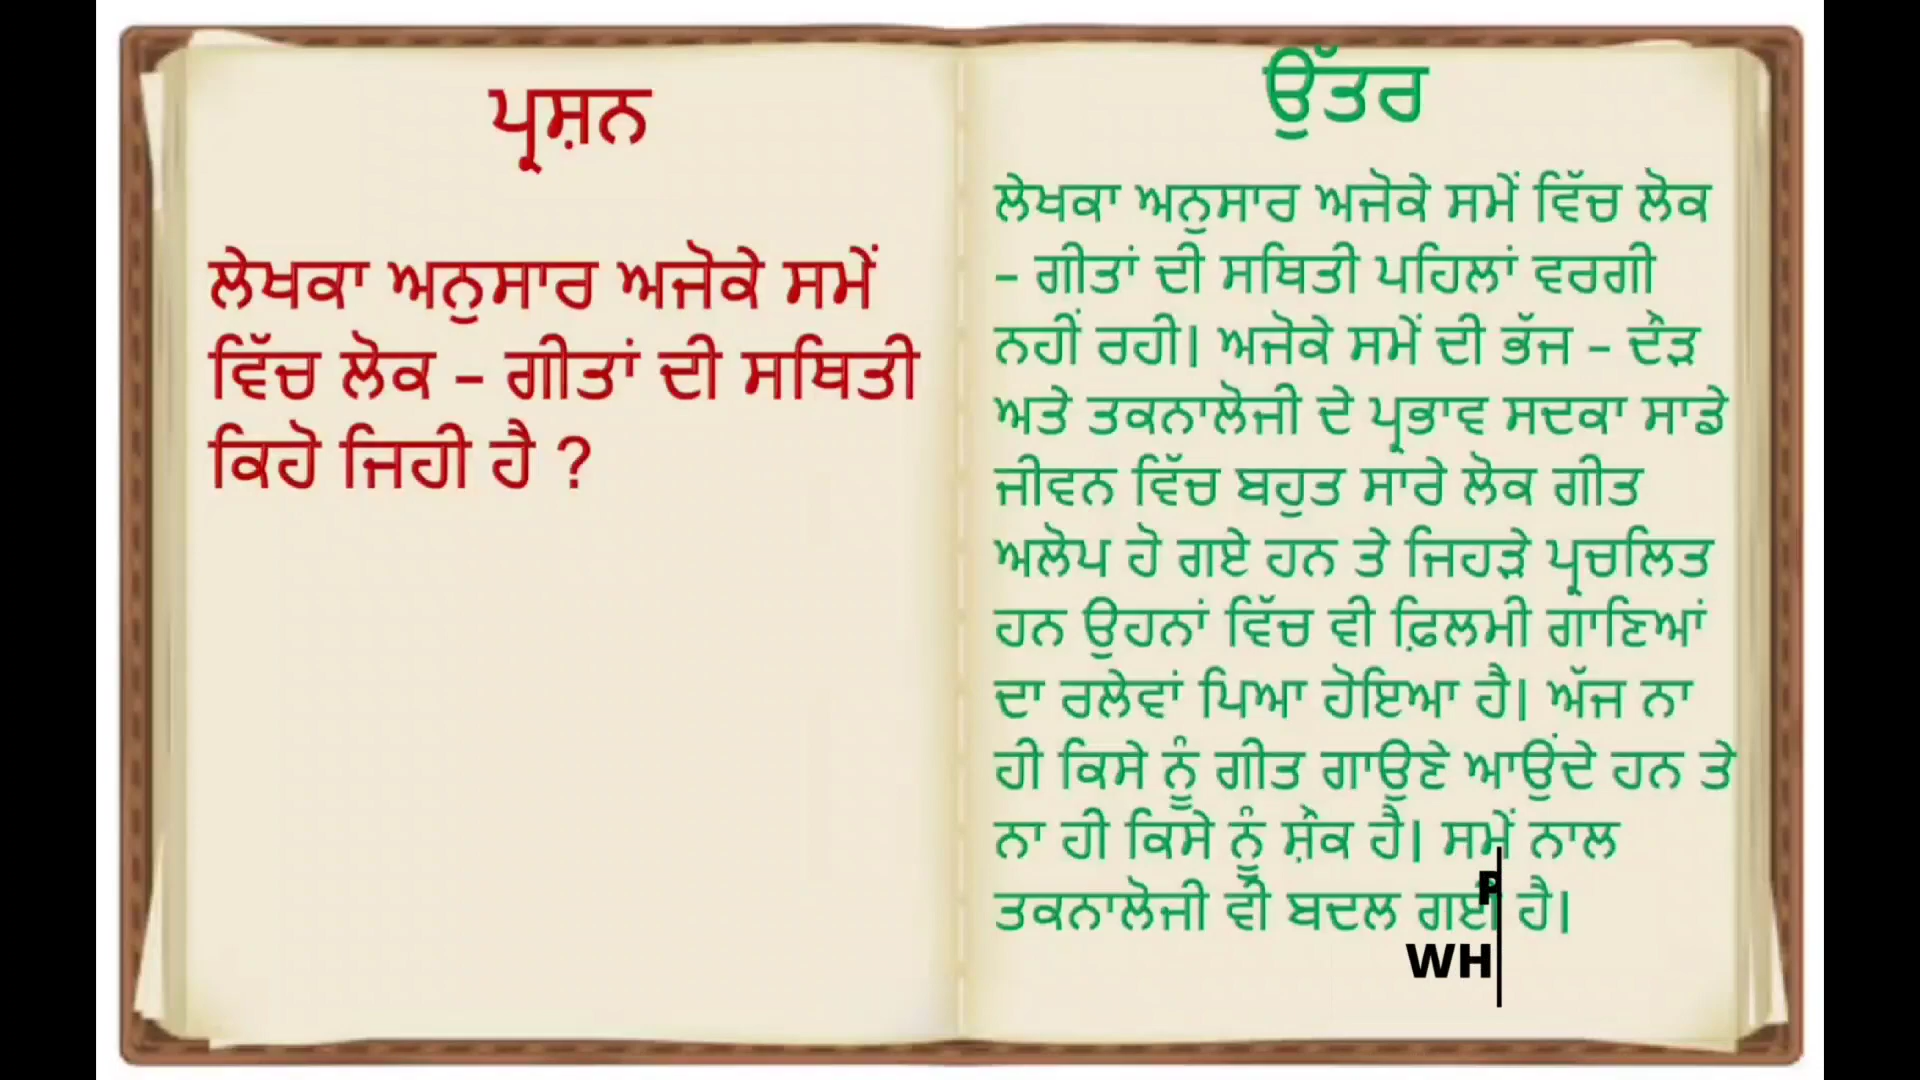 ਪ੍ਰਸ਼ਨ
ਲੇਖਕਾ ਅਨੁਸਾਰ ਅਜੋਕੇ ਸਮੇਂ
ਵਿੱਚ ਲੋਕ – ਗੀਤਾਂ ਦੀ ਸਥਿਤੀ
ਕਿਹੋ ਜਿਹੀ ਹੈ ?
ਉੱਤਰ
ਲੇਖਕਾ ਅਨੁਸਾਰ ਅਜੋਕੇ ਸਮੇਂ ਵਿੱਚ ਲੋਕ
– ਗੀਤਾਂ ਦੀ ਸਥਿਤੀ ਪਹਿਲਾਂ ਵਰਗੀ
ਨਹੀਂ ਰਹੀ। ਅਜੋਕੇ ਸਮੇਂ ਦੀ ਭੱਜ – ਦੌੜ
ਅਤੇ ਤਕਨਾਲੋਜੀ ਦੇ ਪ੍ਰਭਾਵ ਸਦਕਾ ਸਾਡੇ
ਜੀਵਨ ਵਿੱਚ ਬਹੁਤ ਸਾਰੇ ਲੋਕ ਗੀਤ
ਅਲੋਪ ਹੋ ਗਏ ਹਨ ਤੇ ਜਿਹੜੇ ਪ੍ਰਚਲਿਤ
ਹਨ ਉਹਨਾਂ ਵਿੱਚ ਵੀ ਫ਼ਿਲਮੀ ਗਾਣਿਆਂ
ਦਾ ਰਲੇਵਾਂ ਪਿਆ ਹੋਇਆ ਹੈ। ਅੱਜ ਨਾ
ਹੀ ਕਿਸੇ ਨੂੰ ਗੀਤ ਗਾਉਣੇ ਆਉਂਦੇ ਹਨ ਤੇ
ਨਾ ਹੀ ਕਿਸੇ ਨੂੰ ਸ਼ੌਕ ਹੈ। ਸਮੇਂ ਨਾਲ
ਤਕਨਾਲੋਜੀ ਵੀ ਬਦਲ ਗਈ ਹੈ।
WH